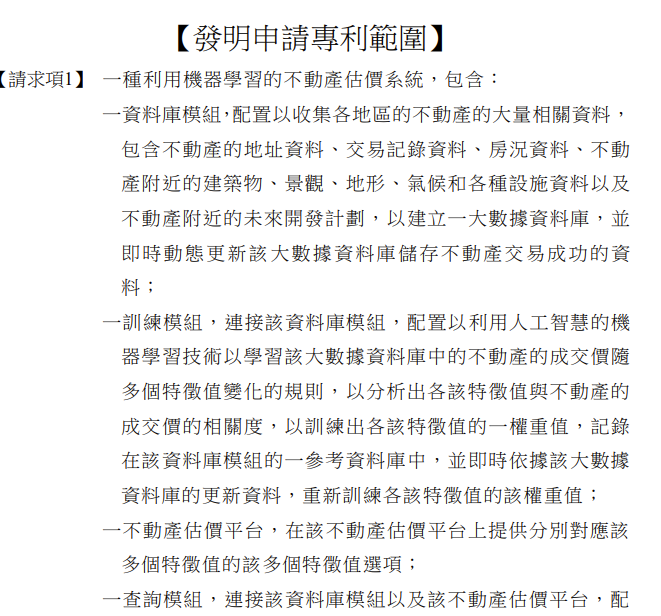 【發明申請專利範圍】
【請求項1】 一種利用機器學習的不動產估價系統，包含：
一資料庫模組，配置以收集各地區的不動產的大量相關資料，
包含不動產的地址資料、交易記錄資料、房況資料、不動
產附近的建築物、景觀、地形、氣候和各種設施資料以及
不動產附近的未來開發計劃，以建立一大數據資料庫，並
即時動態更新該大數據資料庫儲存不動產交易成功的資
料；
一訓練模組，連接該資料庫模組，配置以利用人工智慧的機
器學習技術以學習該大數據資料庫中的不動產的成交價隨
多個特徵值變化的規則，以分析出各該特徵值與不動產的
成交價的相關度，以訓練出各該特徵值的一權重值，記錄
在該資料庫模組的一參考資料庫中，並即時依據該大數據
資料庫的更新資料，重新訓練各該特徵值的該權重值；
一不動產估價平台，在該不動產估價平台上提供分別對應該
多個特徵值的該多個特徵值選項；
一查詢模組，連接該資料庫模組以及該不動產估價平台，配